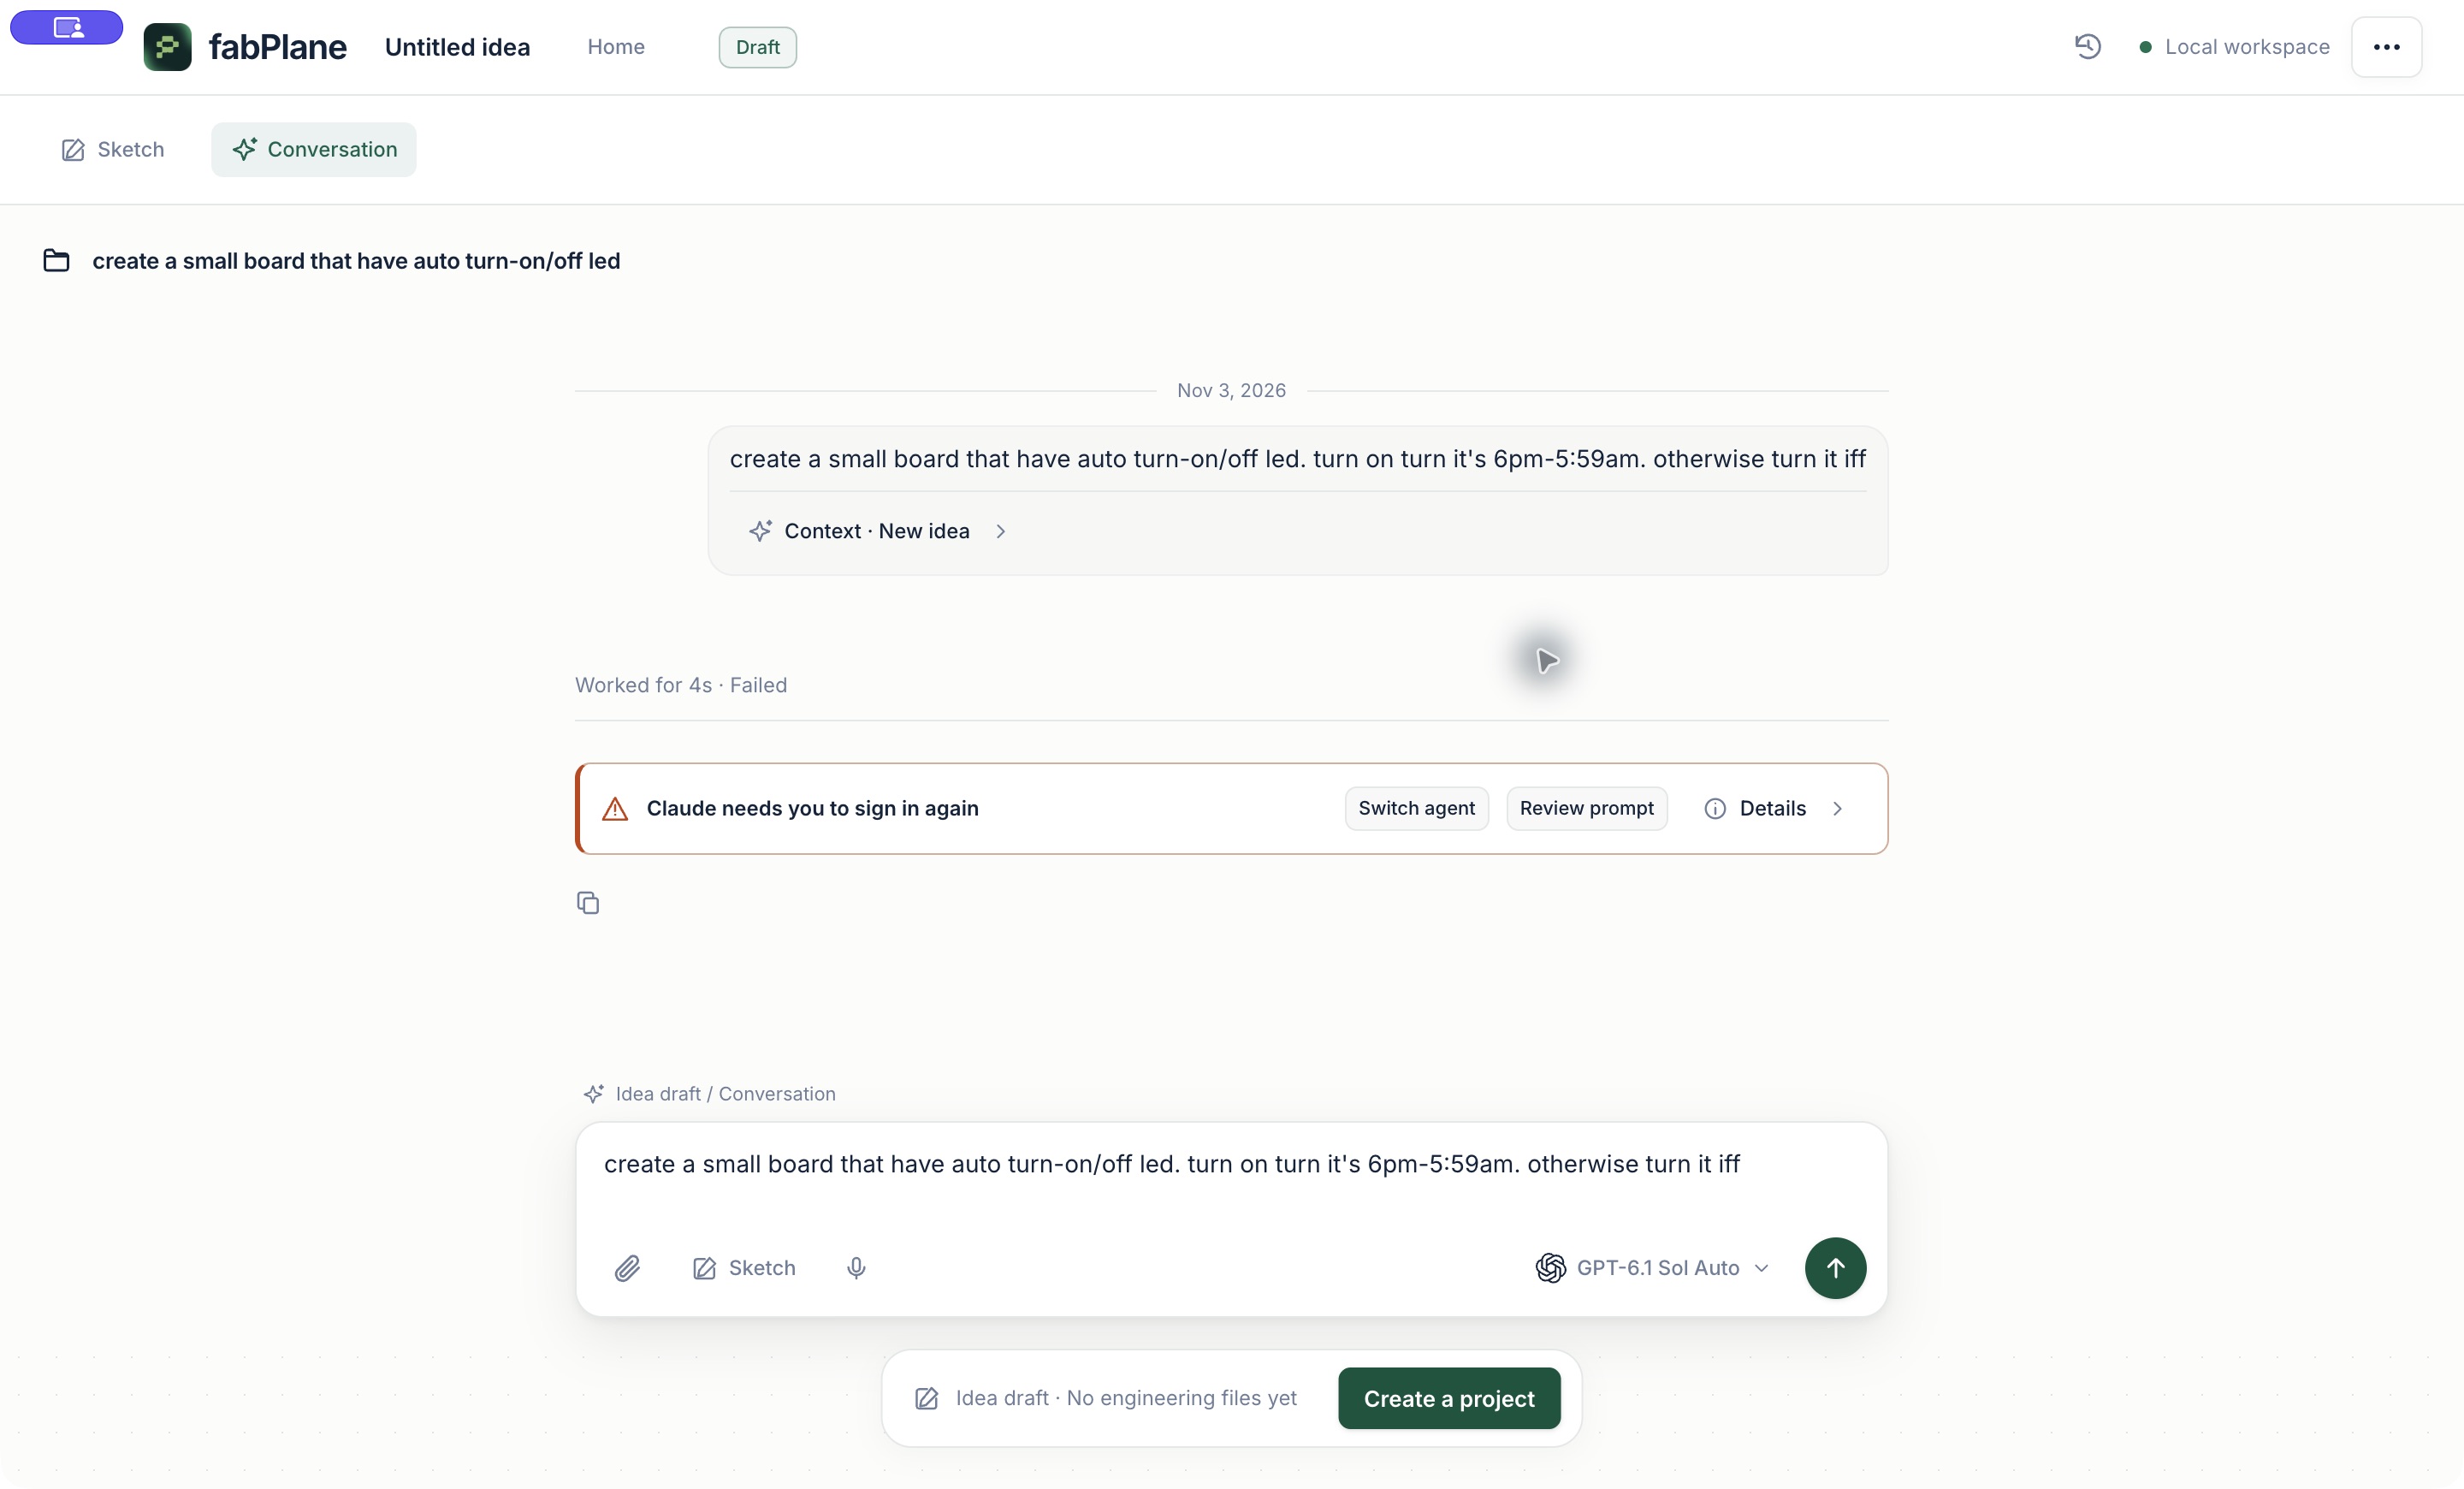 fabPlane Untitled idea Home Draft Local workspace
Sketch Conversation
create a small board that have auto turn-on/off led
Nov 3, 2026
create a small board that have auto turn-on/off led. turn on turn it's 6pm-5:59am. otherwise turn it iff
Context · New idea
Worked for 4s · Failed
Claude needs you to sign in again Switch agent Review prompt Details
Idea draft / Conversation
create a small board that have auto turn-on/off led. turn on turn it's 6pm-5:59am. otherwise turn it iff
Sketch GPT-6.1 Sol Auto
Idea draft · No engineering files yet Create a project